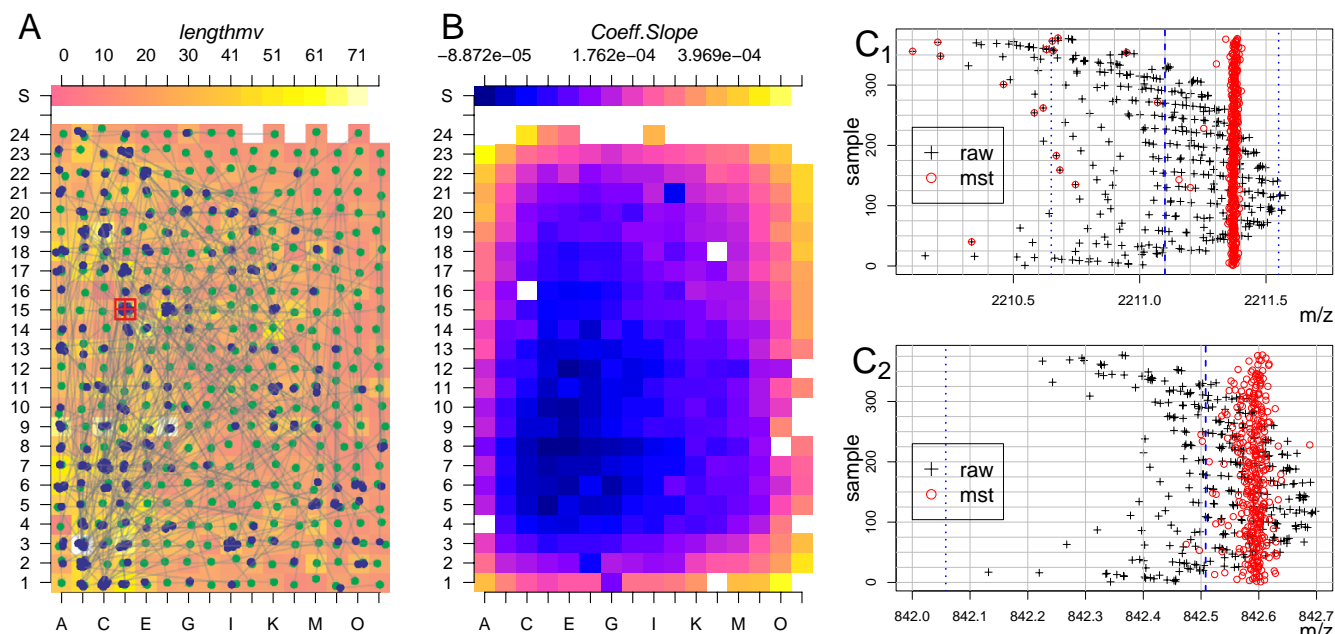 A
lengthmv
0 10 20 30 41 51 61 71
S
24
23
22
21
20
19
18
17
16
15
14
13
12
11
10
9
8
7
6
5
4
3
2
1
A C E G I K M O
B
Coeff.Slope
−8.872e−05 1.762e−04 3.969e−04
S
24
23
22
21
20
19
18
17
16
15
14
13
12
11
10
9
8
7
6
5
4
3
2
1
A C E G I K M O
C1
sample
0 100 200 300
raw
mst
2210.5 2211.0 2211.5
m/z
C2
sample
0 100 200 300
raw
mst
842.0 842.1 842.2 842.3 842.4 842.5 842.6 842.7
m/z